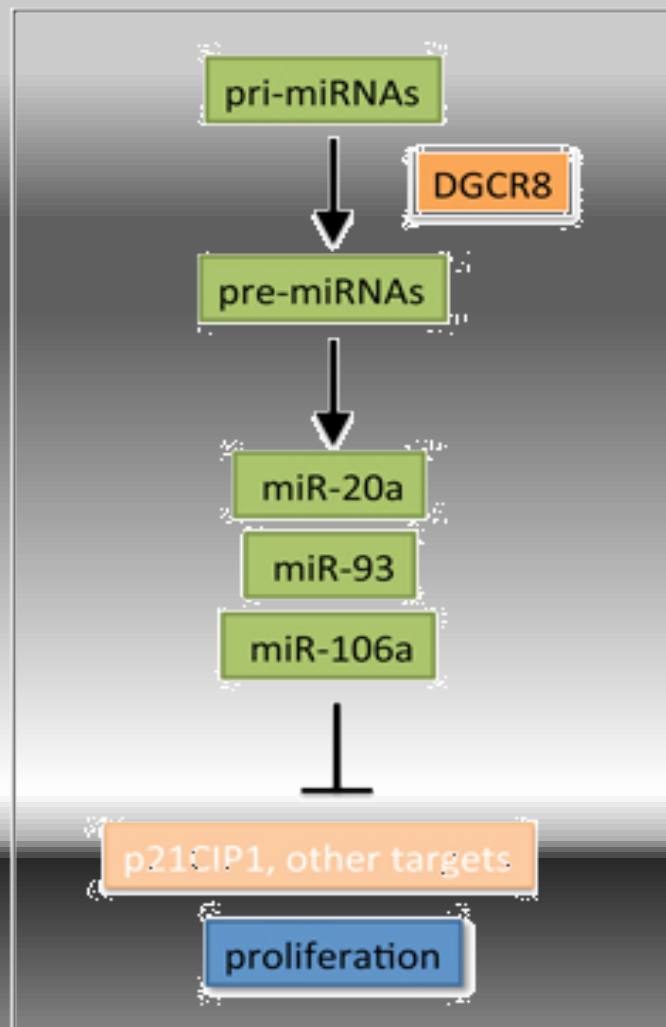 pri-miRNAs
DGCR8
pre-miRNAs
miR-20a
miR-93
miR-106a
p21CIP1, other targets
proliferation